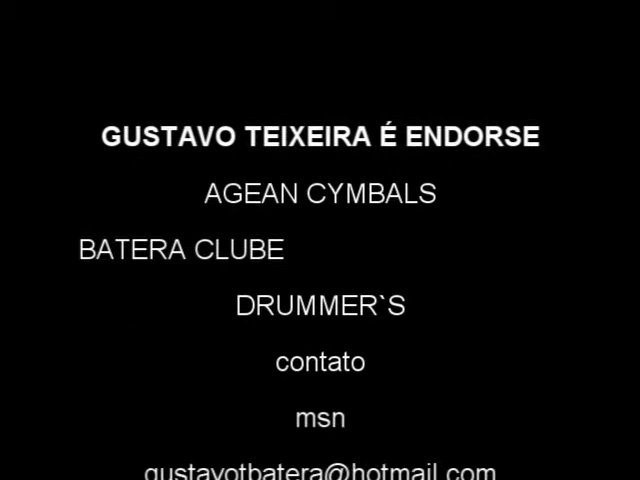 GUSTAVO TEIXEIRA É ENDORSE
AGEAN CYMBALS
BATERA CLUBE
DRUMMER`S
contato
msn
gustavotbatera@hotmail.com